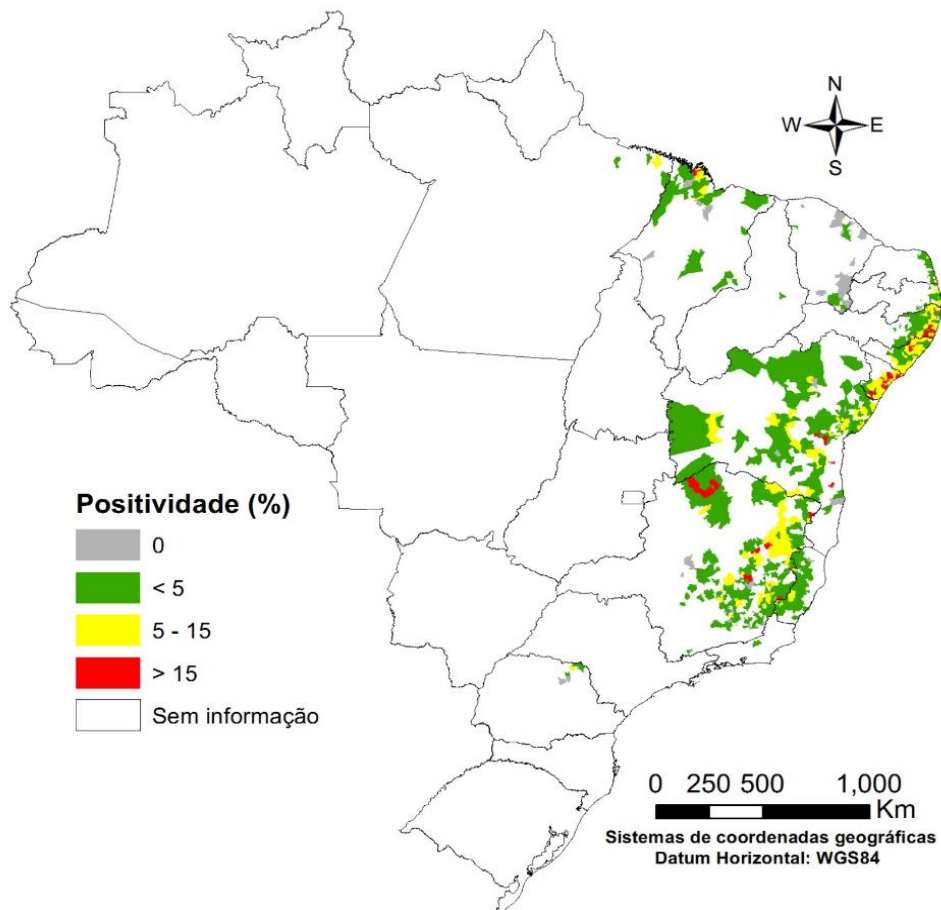 N
W E
S
Positividade (%)
0
< 5
5 - 15
> 15
Sem informação
0 250 500 1,000
Km
Sistemas de coordenadas geográficas
Datum Horizontal: WGS84